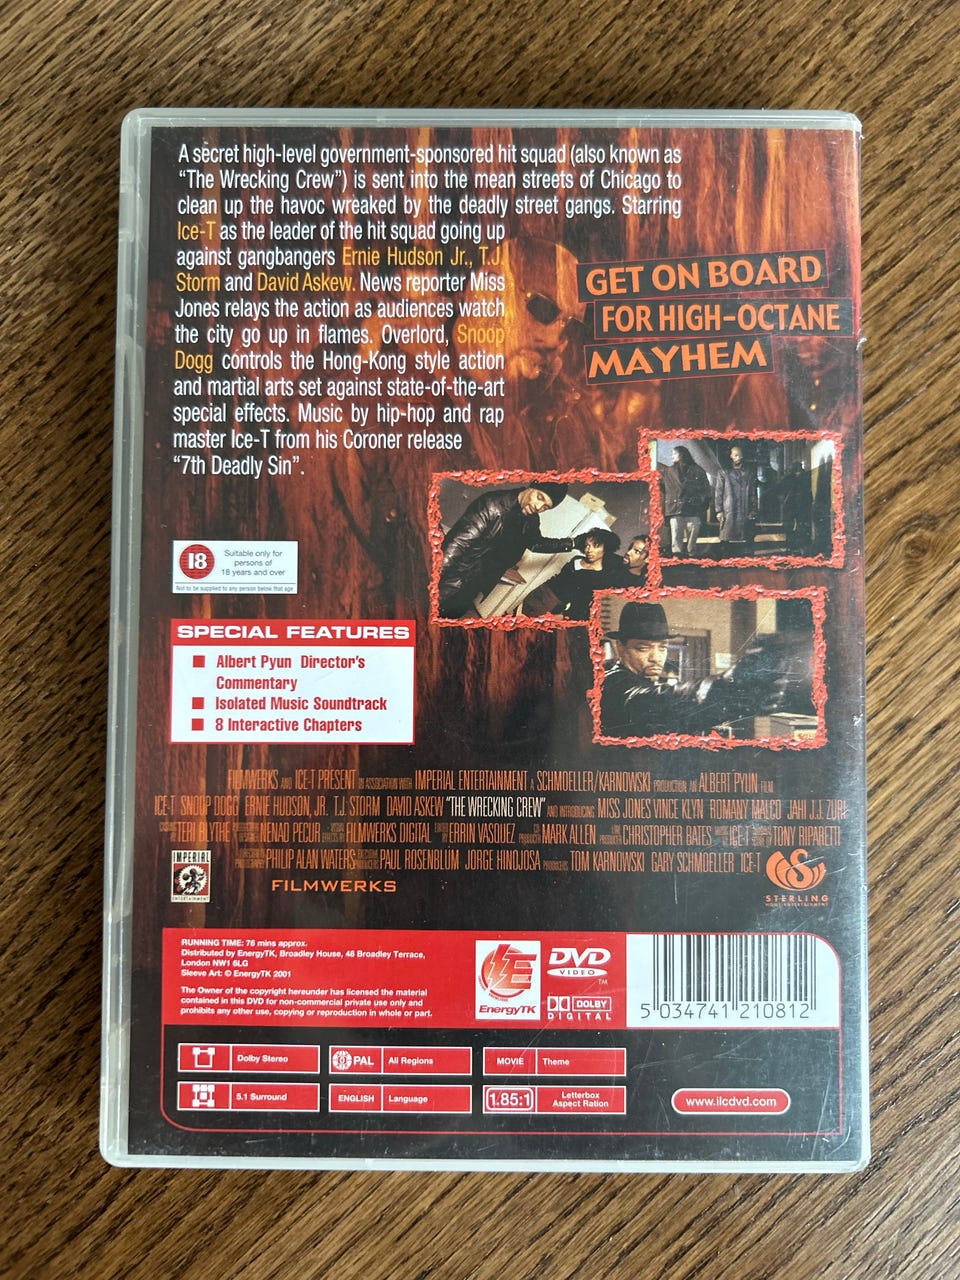 A secret high-level government-sponsored hit squad (also known as
"The Wrecking Crew") is sent into the mean streets of Chicago to
clean up the havoc wreaked by the deadly street gangs. Starring
Ice-T as the leader of the hit squad going up
against gangbangers Ernie Hudson Jr., T.J.
Storm and David Askew. News reporter Miss
Jones relays the action as audiences watch
the city go up in flames. Overlord, Snoop
Dogg controls the Hong-Kong style action
and martial arts set against state-of-the-art
special effects. Music by hip-hop and rap
master Ice-T from his Coroner release
"7th Deadly Sin".
GET ON BOARD
FOR HIGH-OCTANE
MAYHEM
18
Suitable only for
persons of
18 years and over
Not to be supplied to any person below that age
SPECIAL FEATURES
Albert Pyun Director's
Commentary
Isolated Music Soundtrack
8 Interactive Chapters
FILMWERKS AND ICE-T PRESENT IN ASSOCIATION WITH IMPERIAL ENTERTAINMENT A SCHMOELLER/KARNOWSKI PRODUCTION AN ALBERT PYUN FILM
ICE-T SNOOP DOGG ERNIE HUDSON, JR. T.J. STORM DAVID ASKEW "THE WRECKING CREW" AND INTRODUCING MISS JONES VINCE KLYN ROMANY MALCO JAHI J.J. ZURI
TERI BLYTHE NENAD PECUR FILMWERKS DIGITAL ERRIN VASQUEZ MARK ALLEN CHRISTOPHER BATES ICE-T TONY RIPARETTI
PHILIP ALAN WATERS PAUL ROSENBLUM JORGE HINOJOSA PRODUCERS TOM KARNOWSKI GARY SCHMOELLER ICE-T
IMPERIAL
ENTERTAINMENT
FILMWERKS
STERLING
HOME ENTERTAINMENT
RUNNING TIME: 76 mins approx.
Distributed by EnergyTK, Broadley House, 48 Broadley Terrace,
London NW1 6LG
Sleeve Art: © EnergyTK 2001
The Owner of the copyright hereunder has licensed the material
contained in this DVD for non-commercial private use only and
prohibits any other use, copying or reproduction in whole or part.
EnergyTK
DVD
VIDEO
TM
DOLBY
DIGITAL
5 034741 210812
Dolby Stereo
PAL
All Regions
MOVIE
Theme
5.1 Surround
ENGLISH
Language
1.85:1
Letterbox
Aspect Ration
www.ilcdvd.com